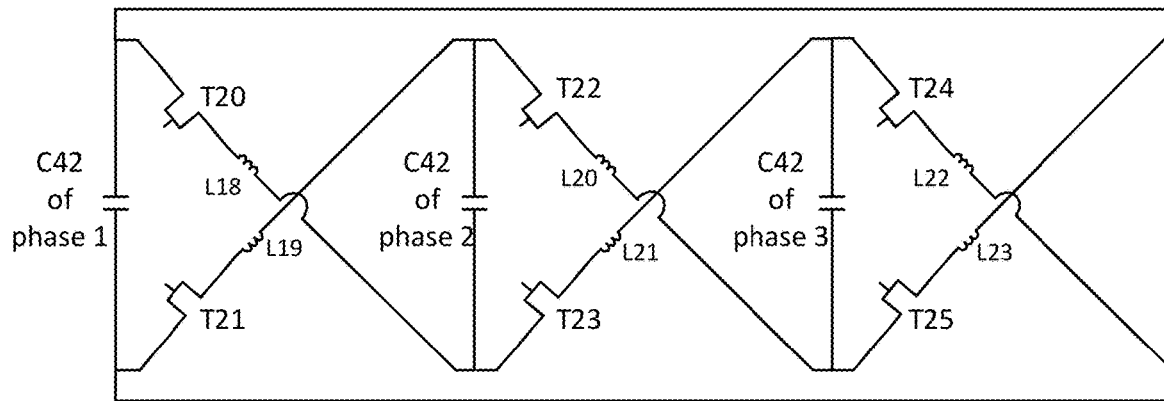 T20
T22
T24
C42
of
phase 1
L18
C42
of
phase 2
L20
C42
of
phase 3
L22
L19
L21
L23
T21
T23
T25